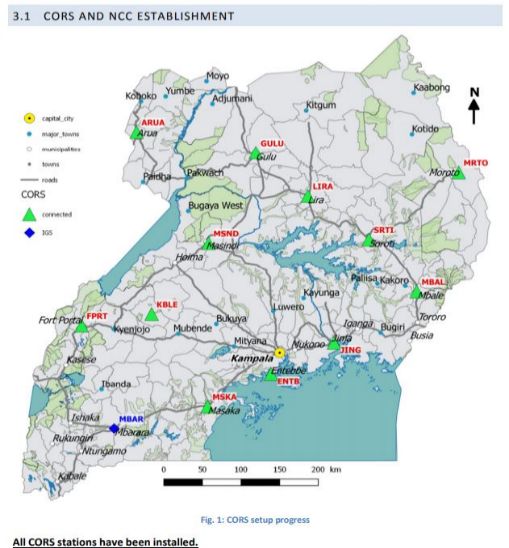 3.1 CORS AND NCC ESTABLISHMENT
Moyo
Yumbe
Koboko
Adjumani
Kaabong
N
Kitgum
capital_city
ARUA
major_towns
Arua
Kotido
municipalities
GULU
Gulu
towns
MRTO
Moroto
Paidha
Pakwach
roads
LIRA
Lira
CORS
Bugaya West
connected
MSND
SRTI
IGS
Masindi
Soroti
Hoima
Pallisa
Kakoro
MBAL
Mbale
Kayunga
KBLE
Luwero
FPRT
Fort Portal
Bukuya
Iganga
Bugiri
Tororo
Kyenjojo
Mubende
Busia
Mityana
Mukono
Jinja
JING
Kampala
Kasese
Entebbe
ENTB
Ibanda
MSKA
Masaka
Ishaka
MBAR
Mbarara
Rukungiri
Ntungamo
Kabale
0 50 100 150 200 km
Fig. 1: CORS setup progress
All CORS stations have been installed.